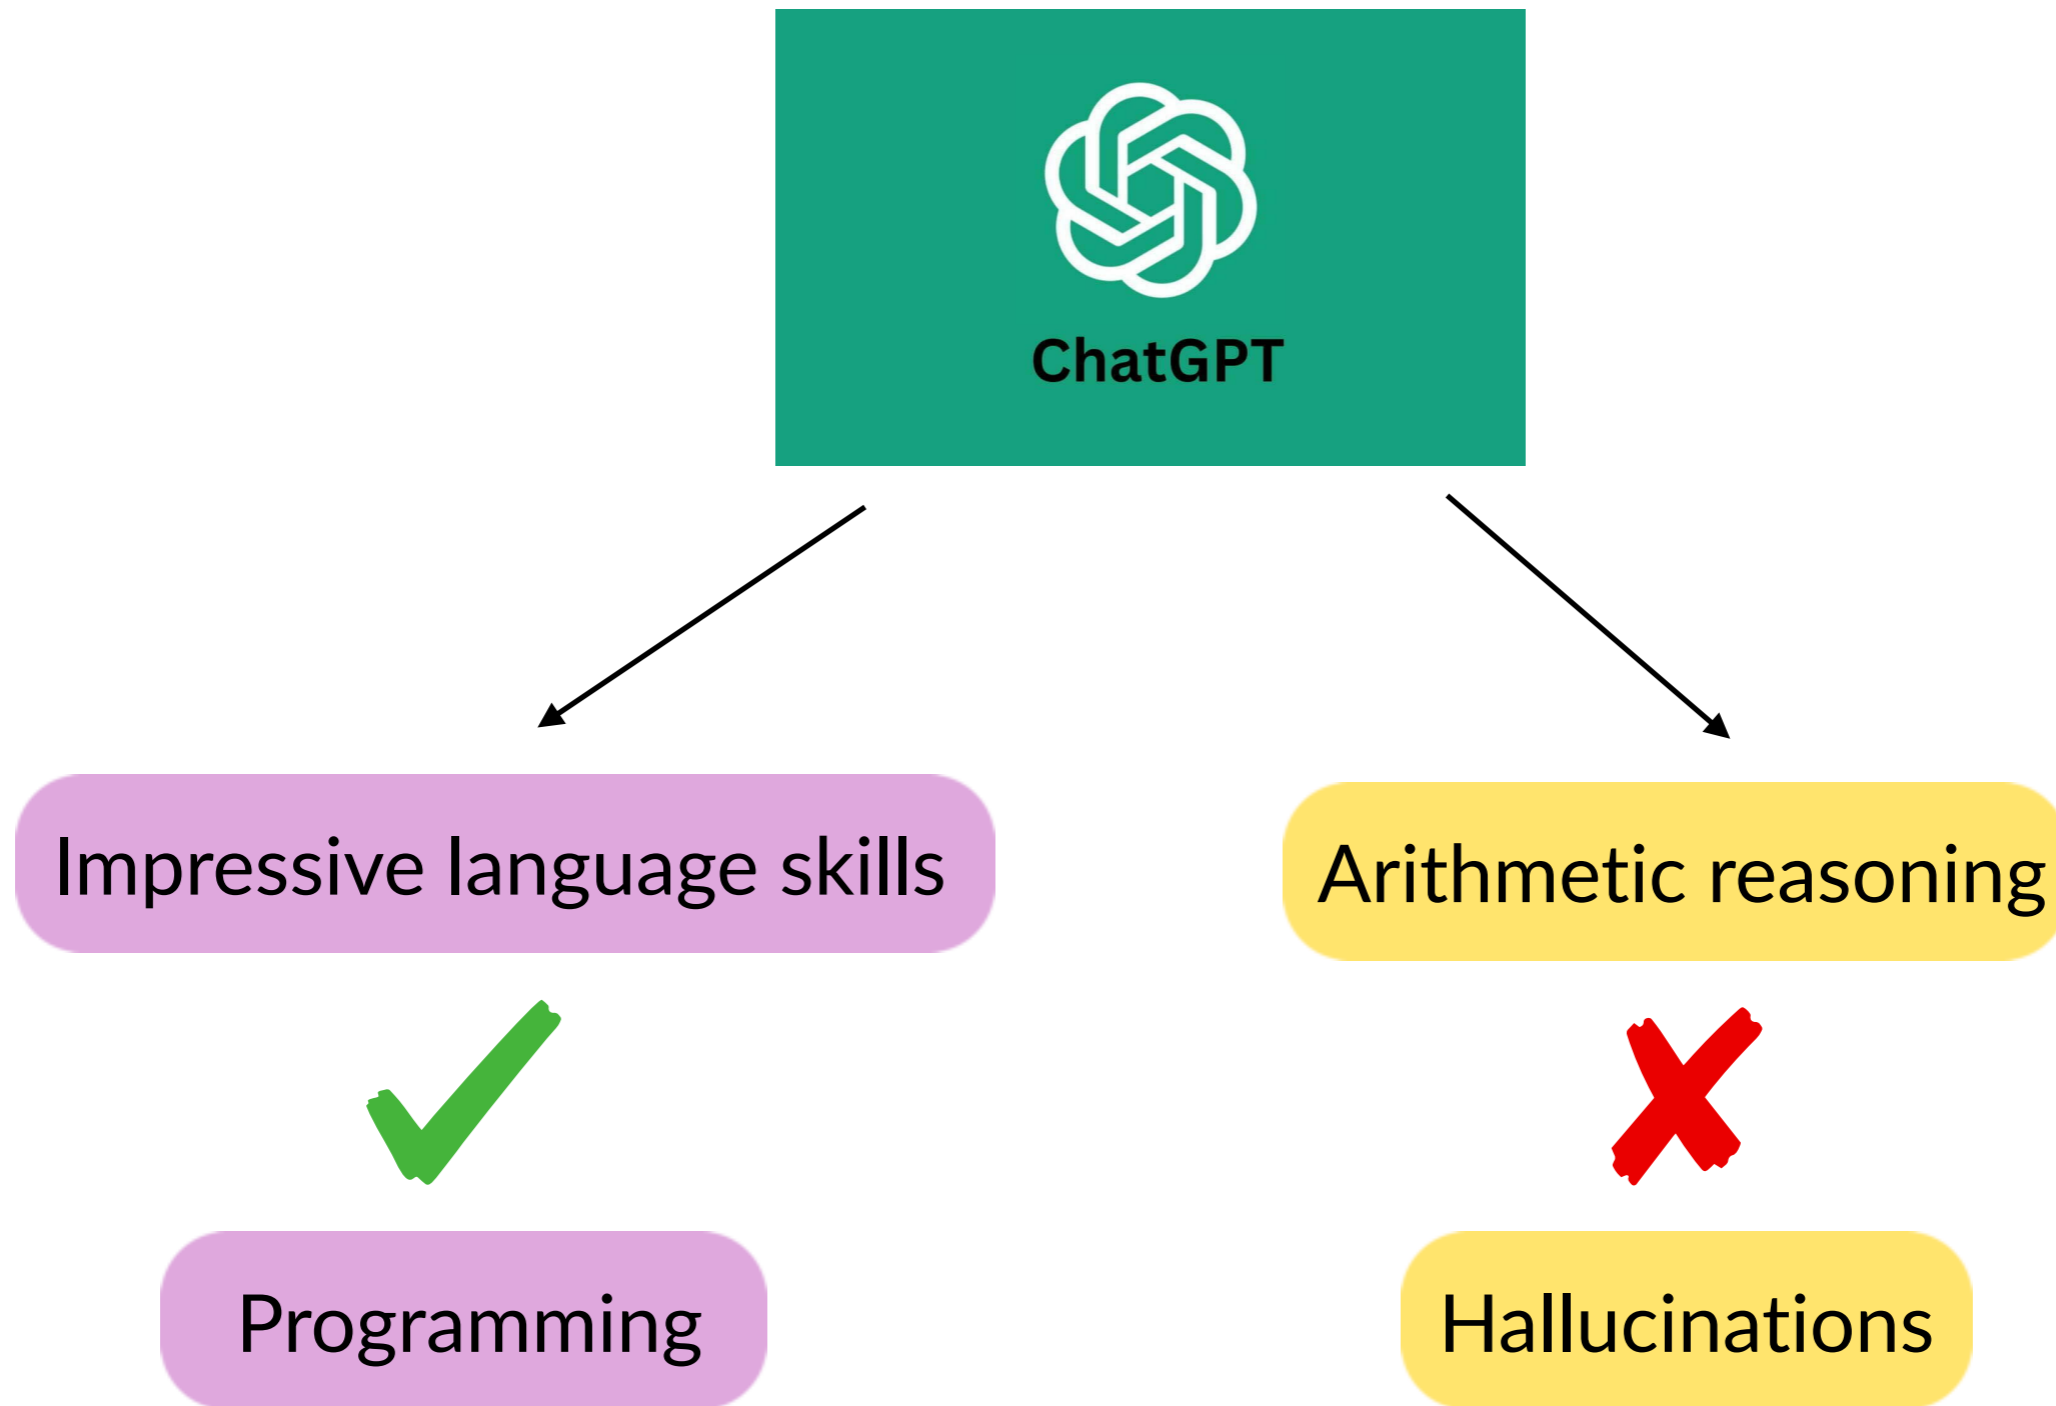 ChatGPT
Impressive language skills
Arithmetic reasoning
Programming
Hallucinations